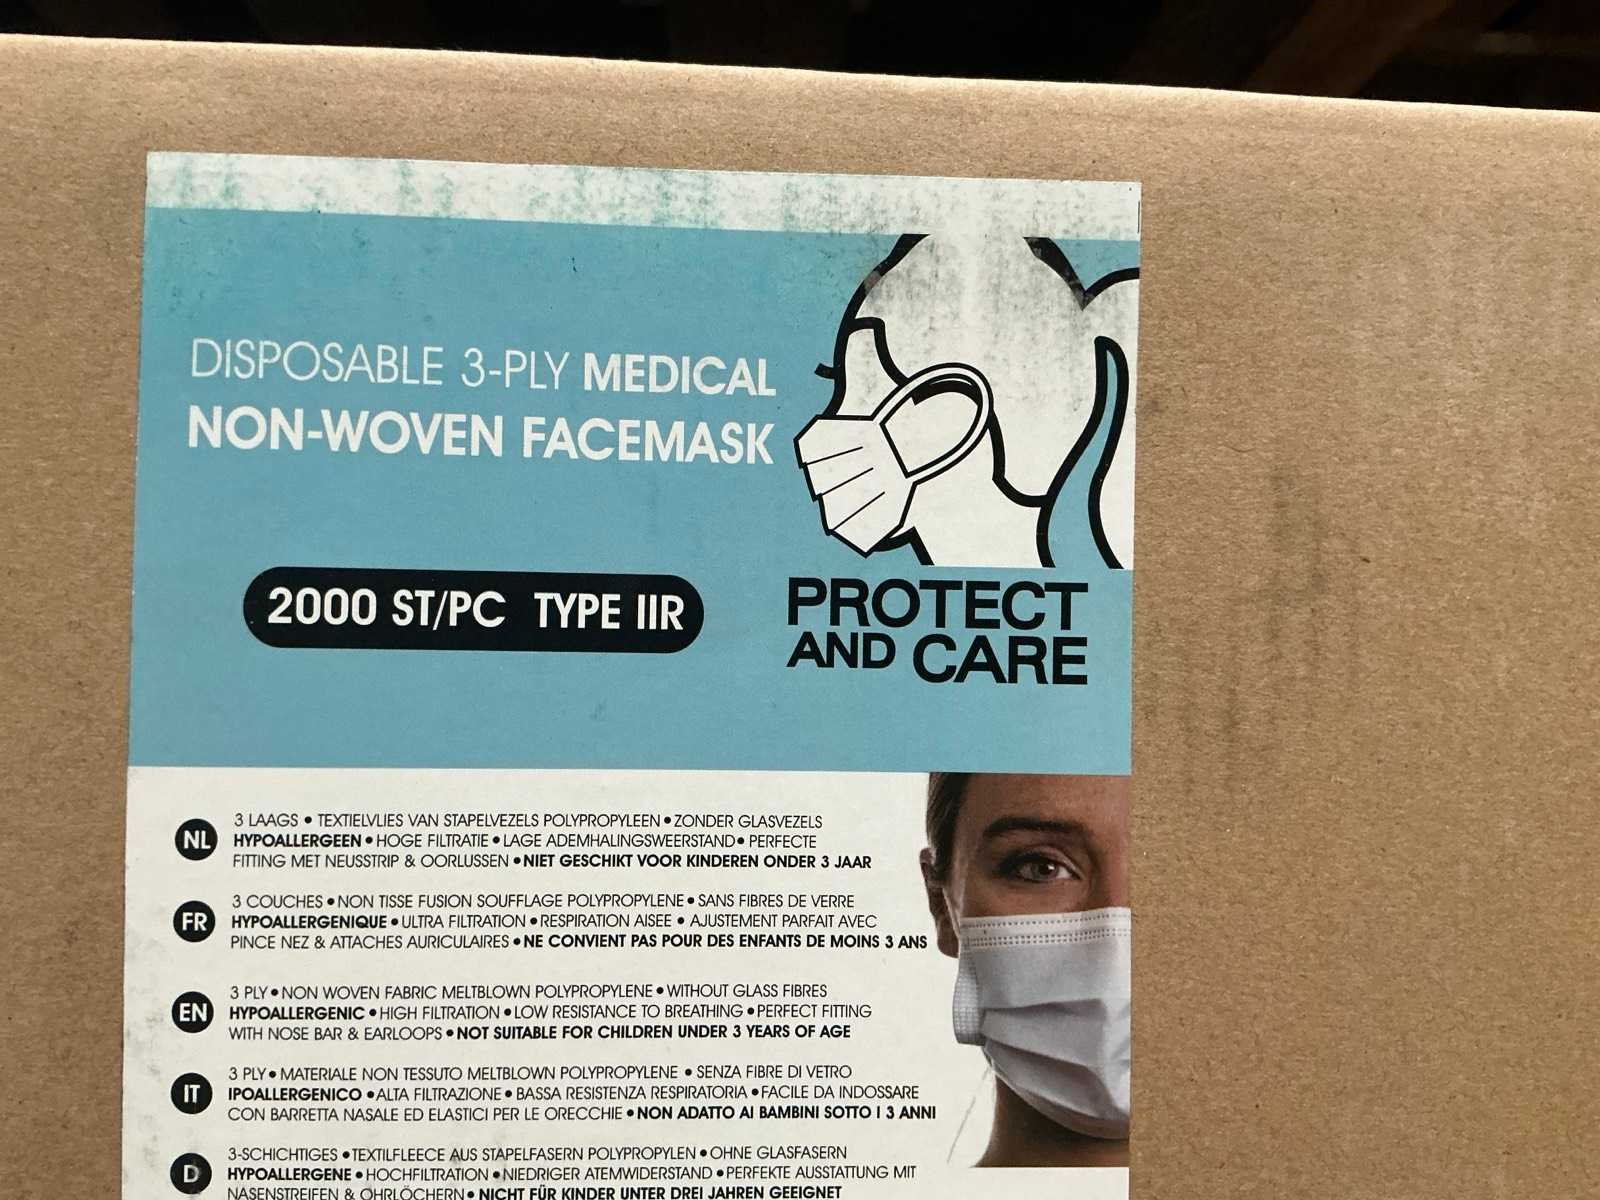 DISPOSABLE 3-PLY MEDICAL
NON-WOVEN FACEMASK
2000 ST/PC TYPE IIR
PROTECT
AND CARE
NL
3 LAAGS • TEXTIELVLIES VAN STAPELVEZELS POLYPROPYLEEN • ZONDER GLASVEZELS
HYPOALLERGEEN • HOGE FILTRATIE • LAGE ADEMHALINGSWEERSTAND • PERFECTE
FITTING MET NEUSSTRIP & OORLUSSEN • NIET GESCHIKT VOOR KINDEREN ONDER 3 JAAR
FR
3 COUCHES • NON TISSE FUSION SOUFFLAGE POLYPROPYLENE • SANS FIBRES DE VERRE
HYPOALLERGENIQUE • ULTRA FILTRATION • RESPIRATION AISEE • AJUSTEMENT PARFAIT AVEC
PINCE NEZ & ATTACHES AURICULAIRES • NE CONVIENT PAS POUR DES ENFANTS DE MOINS 3 ANS
EN
3 PLY • NON WOVEN FABRIC MELTBLOWN POLYPROPYLENE • WITHOUT GLASS FIBRES
HYPOALLERGENIC • HIGH FILTRATION • LOW RESISTANCE TO BREATHING • PERFECT FITTING
WITH NOSE BAR & EARLOOPS • NOT SUITABLE FOR CHILDREN UNDER 3 YEARS OF AGE
IT
3 PLY • MATERIALE NON TESSUTO MELTBLOWN POLYPROPYLENE • SENZA FIBRE DI VETRO
IPOALLERGENICO • ALTA FILTRAZIONE • BASSA RESISTENZA RESPIRATORIA • FACILE DA INDOSSARE
CON BARRETTA NASALE ED ELASTICI PER LE ORECCHIE • NON ADATTO AI BAMBINI SOTTO I 3 ANNI
D
3-SCHICHTIGES • TEXTILFLEECE AUS STAPELFASERN POLYPROPYLEN • OHNE GLASFASERN
HYPOALLERGENE • HOCHFILTRATION • NIEDRIGER ATEMWIDERSTAND • PERFEKTE AUSSTATTUNG MIT
NASENSTREIFEN & OHRLÖCHERN • NICHT FÜR KINDER UNTER DREI JAHREN GEEIGNET